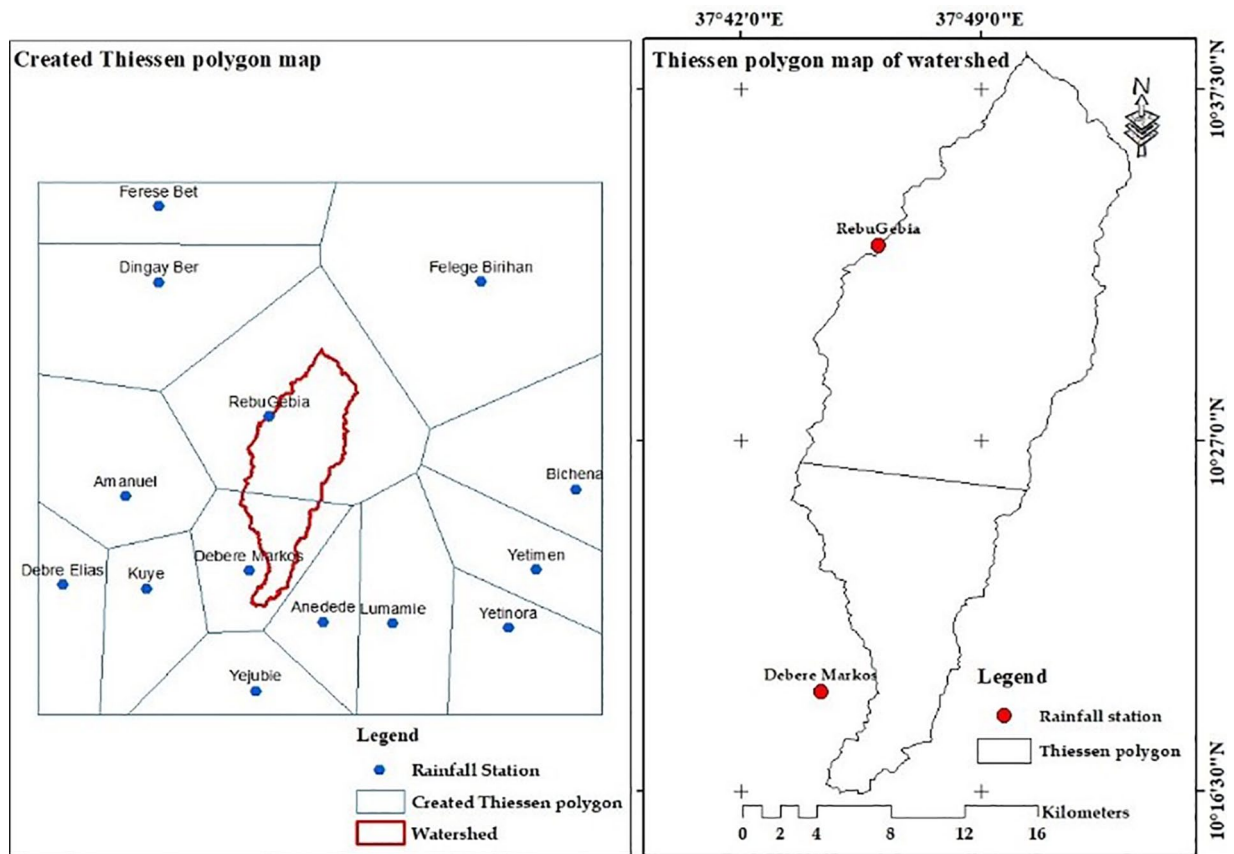 Created Thiessen polygon map
Ferese Bet
Dingay Ber
Felege Birihan
RebuGebia
Amanuel
Bichena
Debere Markos
Debre Elias
Kuye
Yetimen
Anedede
Lumamie
Yetinora
Yejubie
Legend
Rainfall Station
Created Thiessen polygon
Watershed
37°42'0"E
37°49'0"E
Thiessen polygon map of watershed
N
10°37'30"N
RebuGebia
10°27'0"N
Debere Markos
Legend
Rainfall station
Thiessen polygon
10°16'30"N
Kilometers
0 2 4 8 12 16